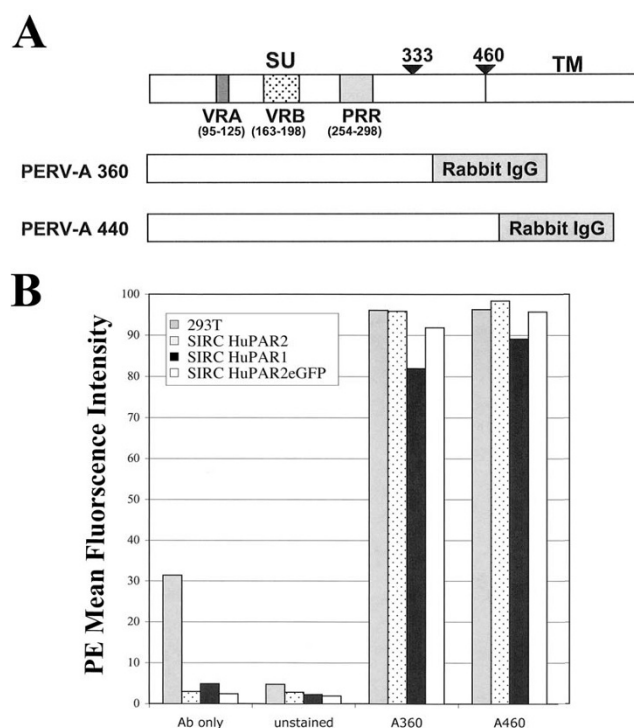 A
SU
333
460
TM
VRA
(95-125)
VRB
(163-198)
PRR
(254-298)
PERV-A 360
Rabbit IgG
PERV-A 440
Rabbit IgG
B
PE Mean Fluorscence Intensity
100
90
80
70
60
50
40
30
20
10
0
293T
SIRC HuPAR2
SIRC HuPAR1
SIRC HuPAR2eGFP
Ab only
unstained
A360
A460